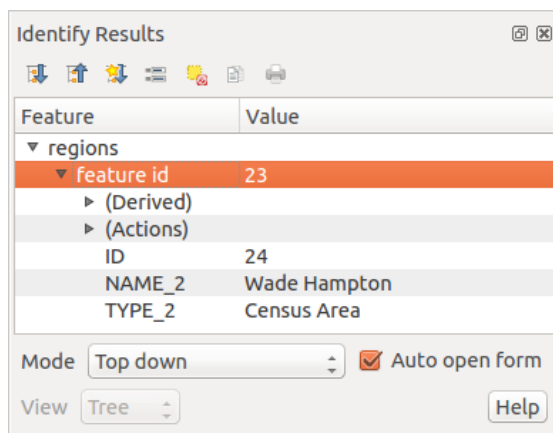 Identify Results
Feature Value
regions
feature id 23
(Derived)
(Actions)
ID 24
NAME_2 Wade Hampton
TYPE_2 Census Area
Mode Top down Auto open form
View Tree Help